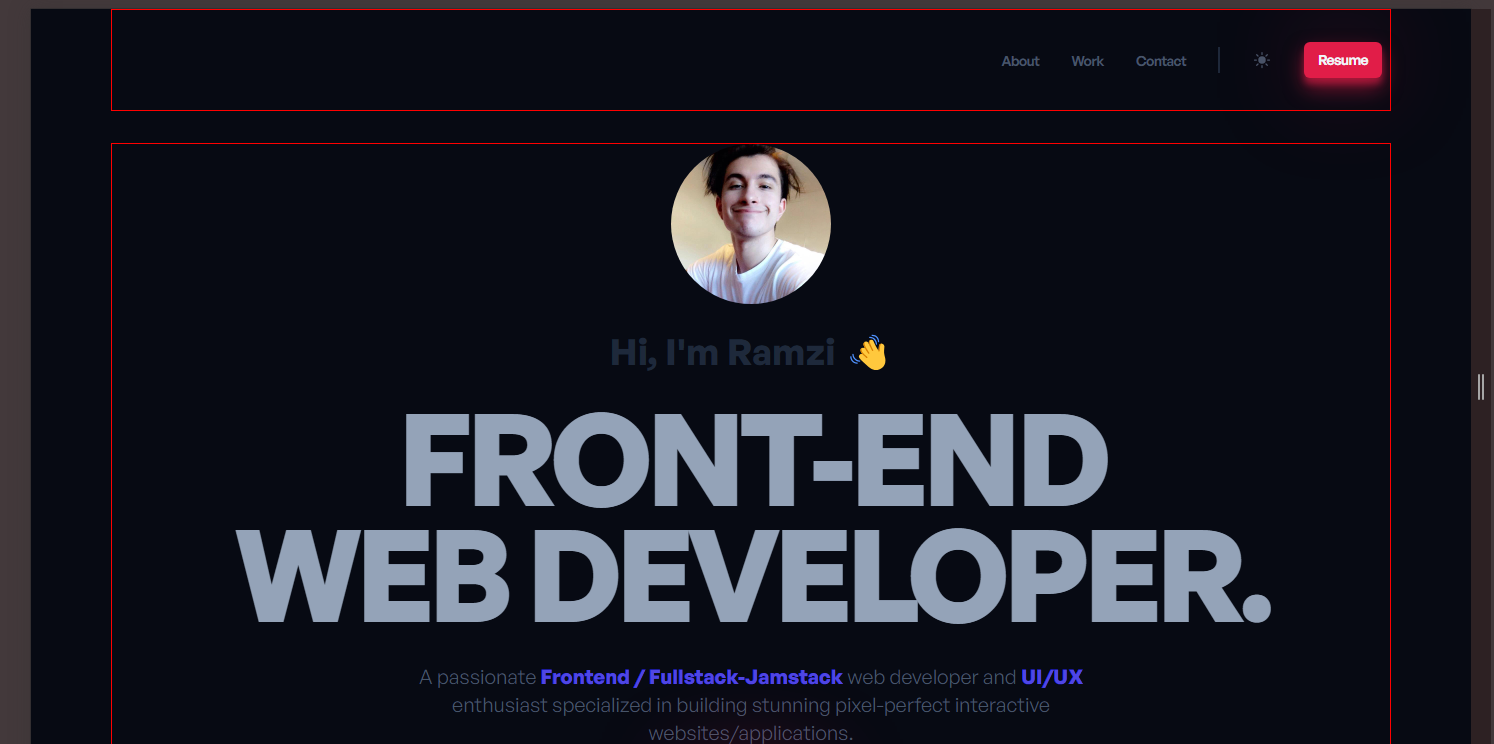 About Work Contact Resume
Hi, I'm Ramzi 👋
FRONT-END
WEB DEVELOPER.
A passionate Frontend / Fullstack-Jamstack web developer and UI/UX
enthusiast specialized in building stunning pixel-perfect interactive
websites/applications.